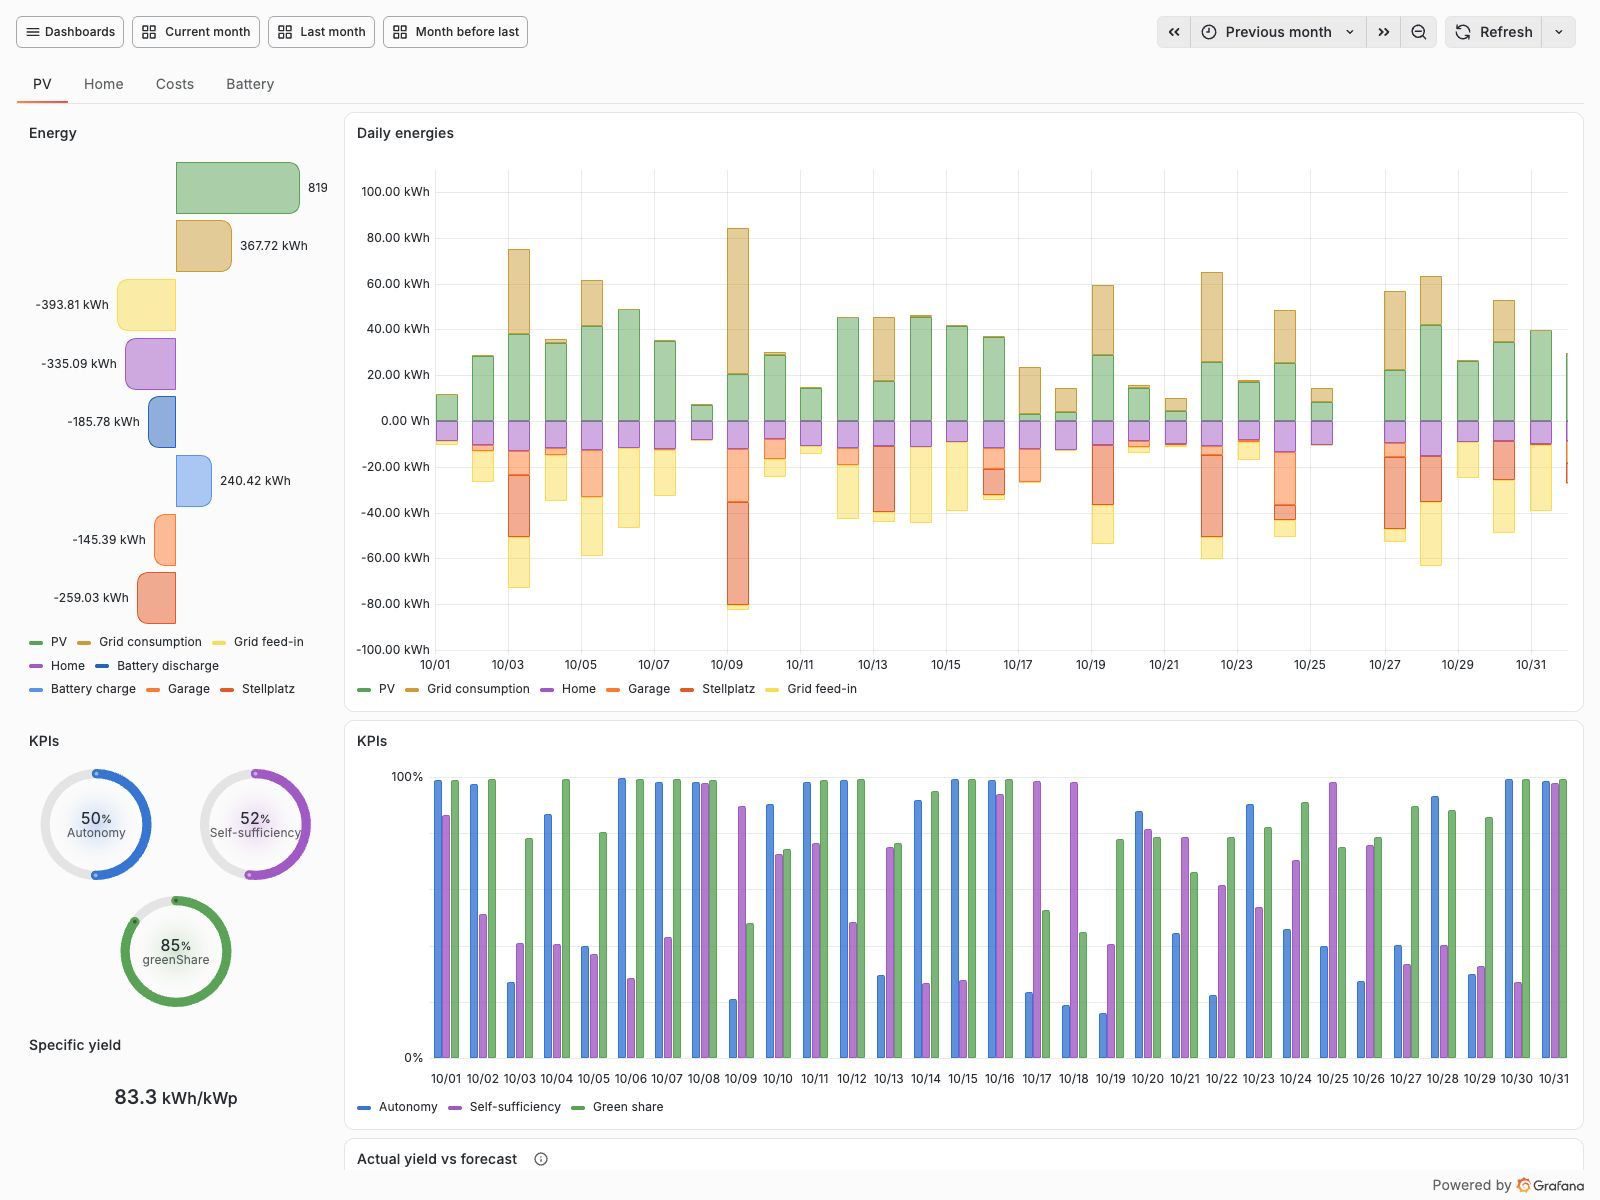 Dashboards Current month Last month Month before last Previous month Refresh
PV Home Costs Battery
Energy
819
367.72 kWh
-393.81 kWh
-335.09 kWh
-185.78 kWh
240.42 kWh
-145.39 kWh
-259.03 kWh
PV Grid consumption Grid feed-in
Home Battery discharge
Battery charge Garage Stellplatz
Daily energies
100.00 kWh
80.00 kWh
60.00 kWh
40.00 kWh
20.00 kWh
0.00 Wh
-20.00 kWh
-40.00 kWh
-60.00 kWh
-80.00 kWh
-100.00 kWh
10/01 10/03 10/05 10/07 10/09 10/11 10/13 10/15 10/17 10/19 10/21 10/23 10/25 10/27 10/29 10/31
PV Grid consumption Home Garage Stellplatz Grid feed-in
KPIs
50%
Autonomy
52%
Self-sufficiency
85%
greenShare
Specific yield
83.3 kWh/kWp
KPIs
100%
0%
10/01 10/02 10/03 10/04 10/05 10/06 10/07 10/08 10/09 10/10 10/11 10/12 10/13 10/14 10/15 10/16 10/17 10/18 10/19 10/20 10/21 10/22 10/23 10/24 10/25 10/26 10/27 10/28 10/29 10/30 10/31
Autonomy Self-sufficiency Green share
Actual yield vs forecast
Powered by Grafana